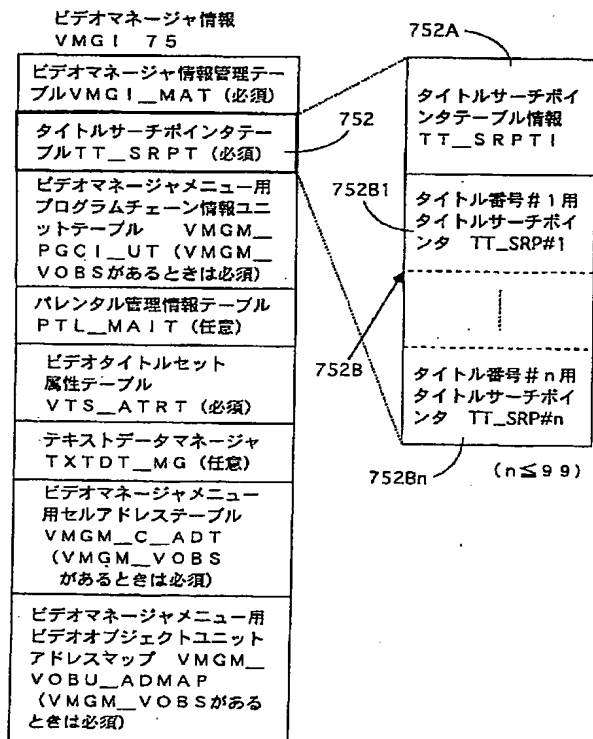 ビデオマネージャ情報
ＶＭＧＩ　７５
ビデオマネージャ情報管理テー
ブルＶＭＧＩ＿ＭＡＴ（必須）
タイトルサーチポインタテー
ブルＴＴ＿ＳＲＰＴ（必須）
ビデオマネージャメニュー用
プログラムチェーン情報ユニ
ットテーブル　ＶＭＧＭ＿
ＰＧＣＩ＿ＵＴ（ＶＭＧＭ＿
ＶＯＢＳがあるときは必須）
パレンタル管理情報テーブル
ＰＴＬ＿ＭＡＩＴ（任意）
ビデオタイトルセット
属性テーブル
ＶＴＳ＿ＡＴＲＴ（必須）
テキストデータマネージャ
ＴＸＴＤＴ＿ＭＧ（任意）
ビデオマネージャメニュー
用セルアドレステーブル
ＶＭＧＭ＿Ｃ＿ＡＤＴ
（ＶＭＧＭ＿ＶＯＢＳ
があるときは必須）
ビデオマネージャメニュー用
ビデオオブジェクトユニット
アドレスマップ　ＶＭＧＭ＿
ＶＯＢＵ＿ＡＤＭＡＰ
（ＶＭＧＭ＿ＶＯＢＳがある
ときは必須）
752
752A
タイトルサーチポイ
ンタテーブル情報
ＴＴ＿ＳＲＰＴＩ
752B1
タイトル番号＃１用
タイトルサーチポイ
ンタ　TT_SRP#1
752B
タイトル番号＃ｎ用
タイトルサーチポイ
ンタ　TT_SRP#n
752Bn
（ｎ≦９９）